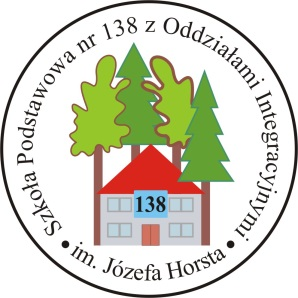 Szkoła Podstawowa nr 138 z Oddziałami Integracyjnymi
• im. Józefa Horsta •
138